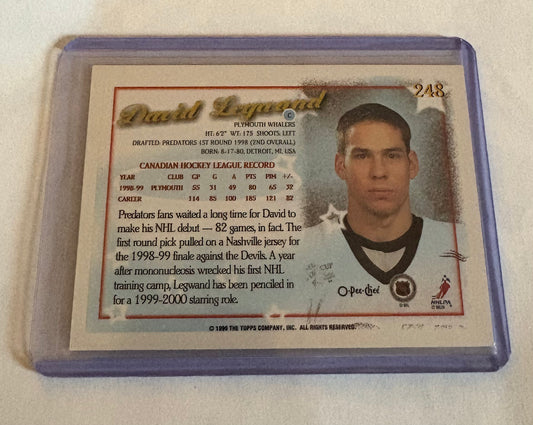 248
David Legwand
C
PLYMOUTH WHALERS
HT: 6'2" WT: 175 SHOOTS: LEFT
DRAFTED: PREDATORS 1ST ROUND 1998 (2ND OVERALL)
BORN: 8-17-80, DETROIT, MI, USA
CANADIAN HOCKEY LEAGUE RECORD
YEAR CLUB GP G A PTS PIM +/-
1998-99 PLYMOUTH 55 31 49 80 65 32
CAREER 114 85 100 185 121 82
Predators fans waited a long time for David to
make his NHL debut — 82 games, in fact. The
first round pick pulled on a Nashville jersey for
the 1998-99 finale against the Devils. A year
after mononucleosis wrecked his first NHL
training camp, Legwand has been penciled in
for a 1999-2000 starring role.
O-Pee-Chee
NHLPA
© 1999 THE TOPPS COMPANY, INC. ALL RIGHTS RESERVED.